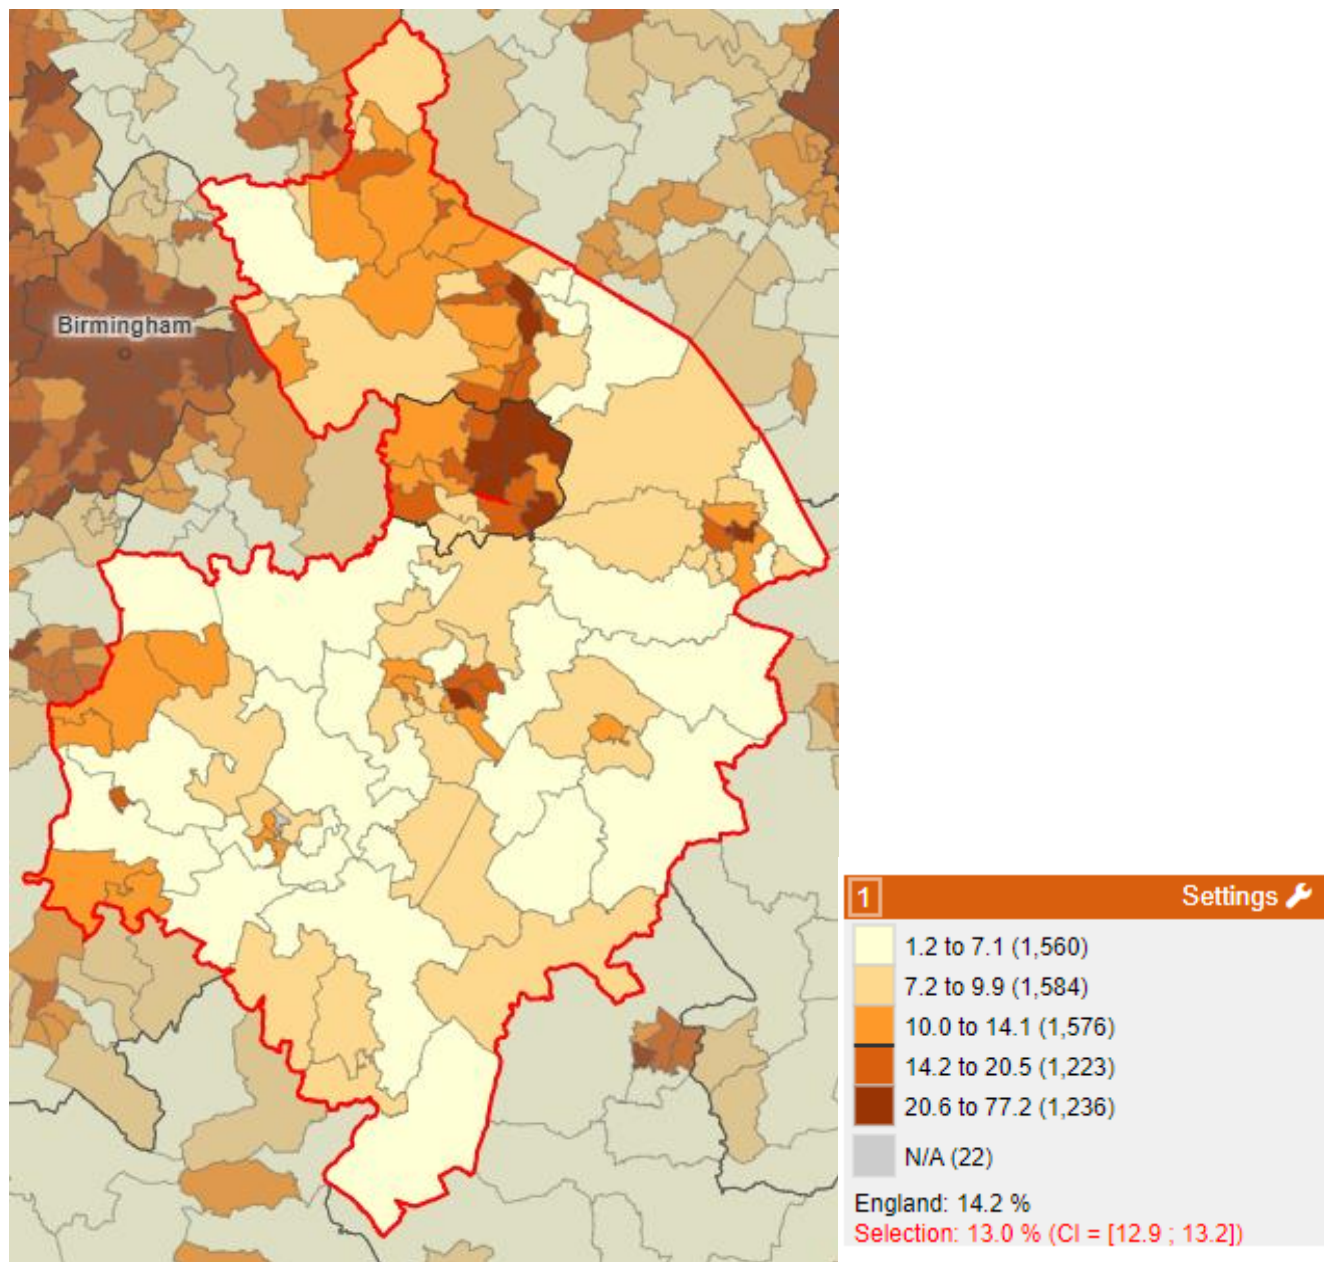 Birmingham
1 Settings
1.2 to 7.1 (1,560)
7.2 to 9.9 (1,584)
10.0 to 14.1 (1,576)
14.2 to 20.5 (1,223)
20.6 to 77.2 (1,236)
N/A (22)
England: 14.2 %
Selection: 13.0 % (CI = [12.9 ; 13.2])